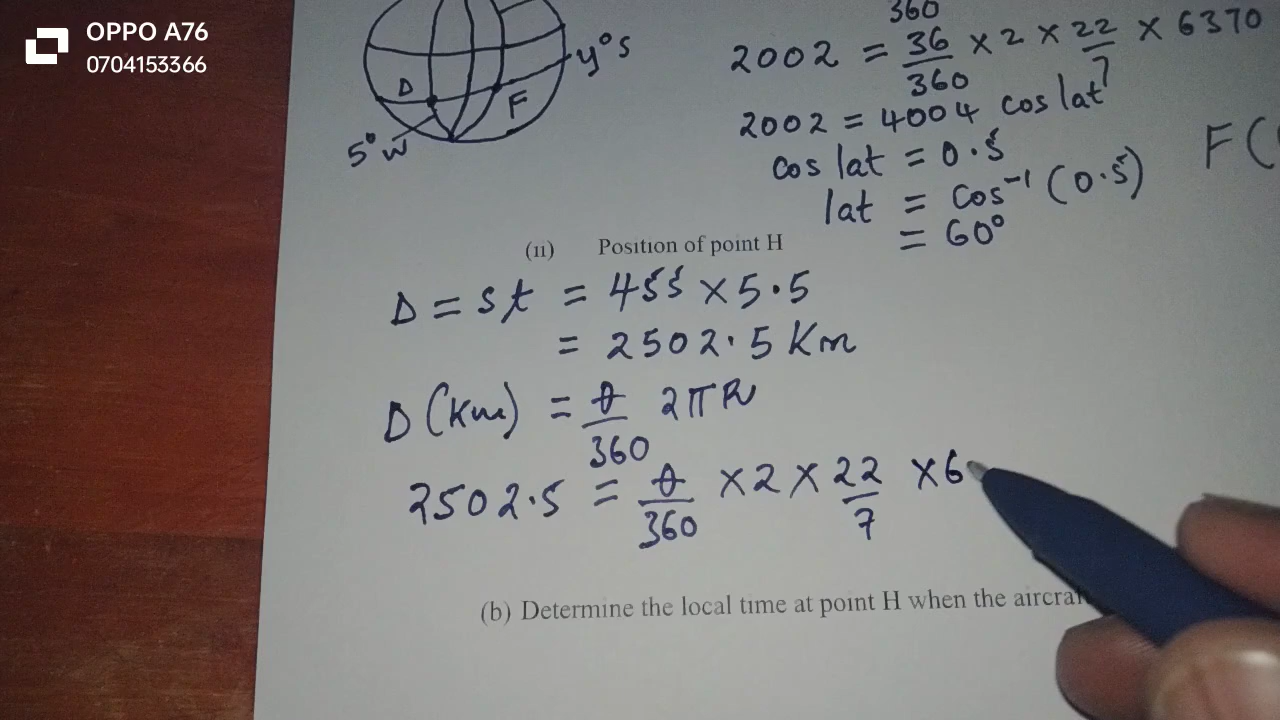 OPPO A76
0704153366
360
2002 = 36/360 × 2 × 22/7 × 6370
2002 = 4004 cos lat
cos lat = 0.5
lat = cos⁻¹ (0.5)
= 60°
F(
y°s
D
F
5°W
(ii) Position of point H
D = st = 455 × 5.5
= 2502.5 Km
D (Km) = θ/360 2πR
2502.5 = θ/360 × 2 × 22/7 × 6
(b) Determine the local time at point H when the